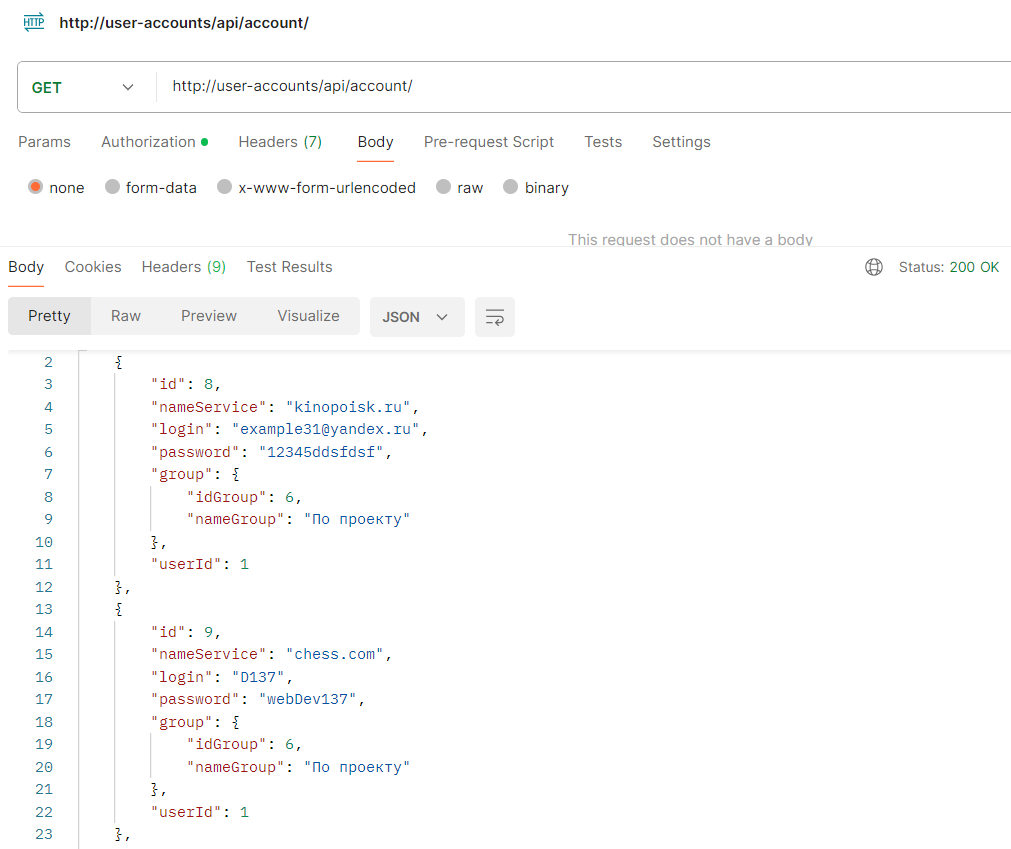 HTTP http://user-accounts/api/account/
GET http://user-accounts/api/account/
Params Authorization Headers (7) Body Pre-request Script Tests Settings
none form-data x-www-form-urlencoded raw binary
This request does not have a body
Body Cookies Headers (9) Test Results Status: 200 OK
Pretty Raw Preview Visualize JSON
2 {
3 "id": 8,
4 "nameService": "kinopoisk.ru",
5 "login": "example31@yandex.ru",
6 "password": "12345ddsfdsf",
7 "group": {
8 "idGroup": 6,
9 "nameGroup": "По проекту"
10 },
11 "userId": 1
12 },
13 {
14 "id": 9,
15 "nameService": "chess.com",
16 "login": "D137",
17 "password": "webDev137",
18 "group": {
19 "idGroup": 6,
20 "nameGroup": "По проекту"
21 },
22 "userId": 1
23 },